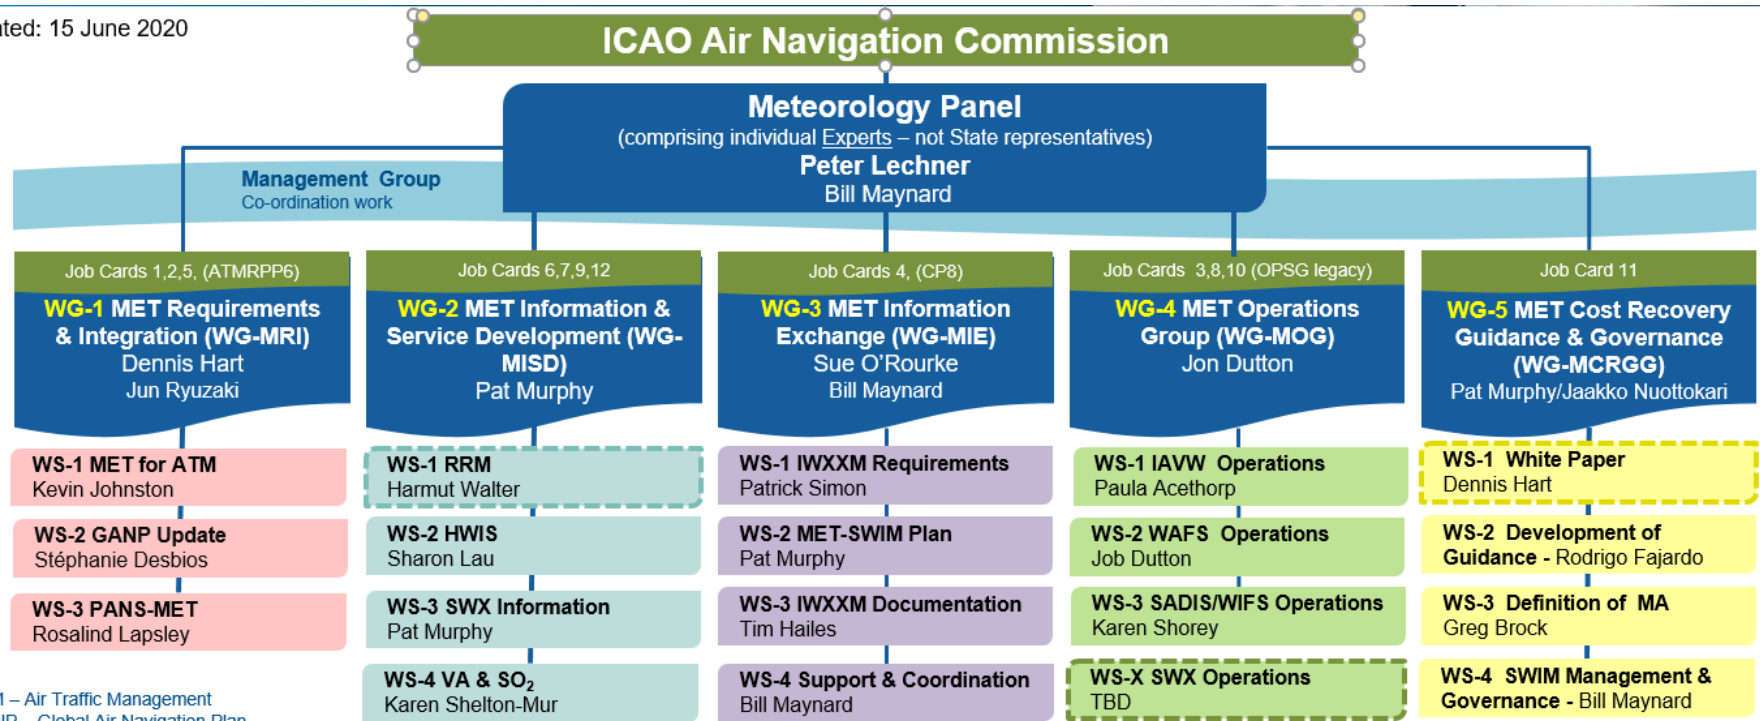 ted: 15 June 2020
ICAO Air Navigation Commission
Meteorology Panel
(comprising individual Experts – not State representatives)
Peter Lechner
Bill Maynard
Management Group
Co-ordination work
Job Cards 1,2,5, (ATMRPP6)
WG-1 MET Requirements
& Integration (WG-MRI)
Dennis Hart
Jun Ryuzaki
WS-1 MET for ATM
Kevin Johnston
WS-2 GANP Update
Stéphanie Desbios
WS-3 PANS-MET
Rosalind Lapsley
Job Cards 6,7,9,12
WG-2 MET Information &
Service Development (WG-
MISD)
Pat Murphy
WS-1 RRM
Harmut Walter
WS-2 HWIS
Sharon Lau
WS-3 SWX Information
Pat Murphy
WS-4 VA & SO₂
Karen Shelton-Mur
Job Cards 4, (CP8)
WG-3 MET Information
Exchange (WG-MIE)
Sue O’Rourke
Bill Maynard
WS-1 IWXXM Requirements
Patrick Simon
WS-2 MET-SWIM Plan
Pat Murphy
WS-3 IWXXM Documentation
Tim Hailes
WS-4 Support & Coordination
Bill Maynard
Job Cards 3,8,10 (OPSG legacy)
WG-4 MET Operations
Group (WG-MOG)
Jon Dutton
WS-1 IAVW Operations
Paula Acethorp
WS-2 WAFS Operations
Job Dutton
WS-3 SADIS/WIFS Operations
Karen Shorey
WS-X SWX Operations
TBD
Job Card 11
WG-5 MET Cost Recovery
Guidance & Governance
(WG-MCRGG)
Pat Murphy/Jaakko Nuottokari
WS-1 White Paper
Dennis Hart
WS-2 Development of
Guidance - Rodrigo Fajardo
WS-3 Definition of MA
Greg Brock
WS-4 SWIM Management &
Governance - Bill Maynard
– Air Traffic Management
– Global Air Navigation Plan